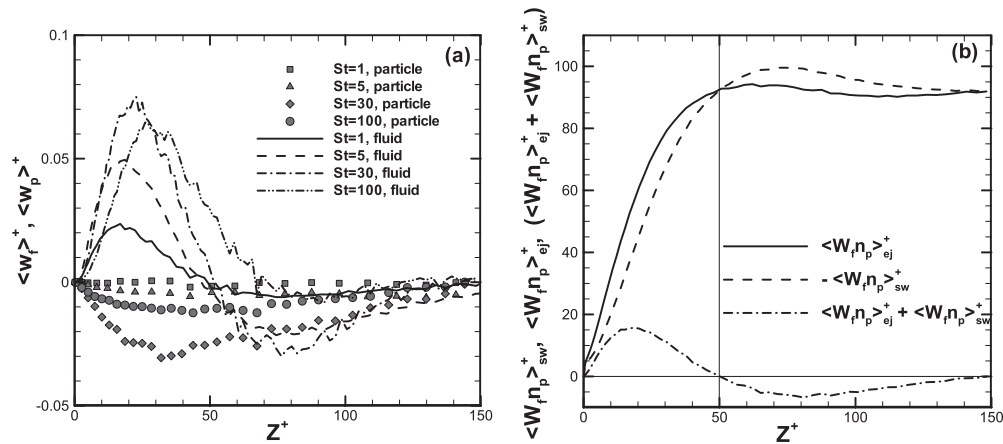 (a)
0.1
0.05
0
-0.05
<w_f>^+, <w_p>^+
St=1, particle
St=5, particle
St=30, particle
St=100, particle
St=1, fluid
St=5, fluid
St=30, fluid
St=100, fluid
0 50 100 150
Z^+
(b)
100
80
60
40
20
0
<W_f n_p>^+_sw, <W_f n_p>^+_ej, (<W_f n_p>^+_ej + <W_f n_p>^+_sw)
<W_f n_p>^+_ej
<W_f n_p>^+_sw
<W_f n_p>^+_ej + <W_f n_p>^+_sw
0 50 100 150
Z^+